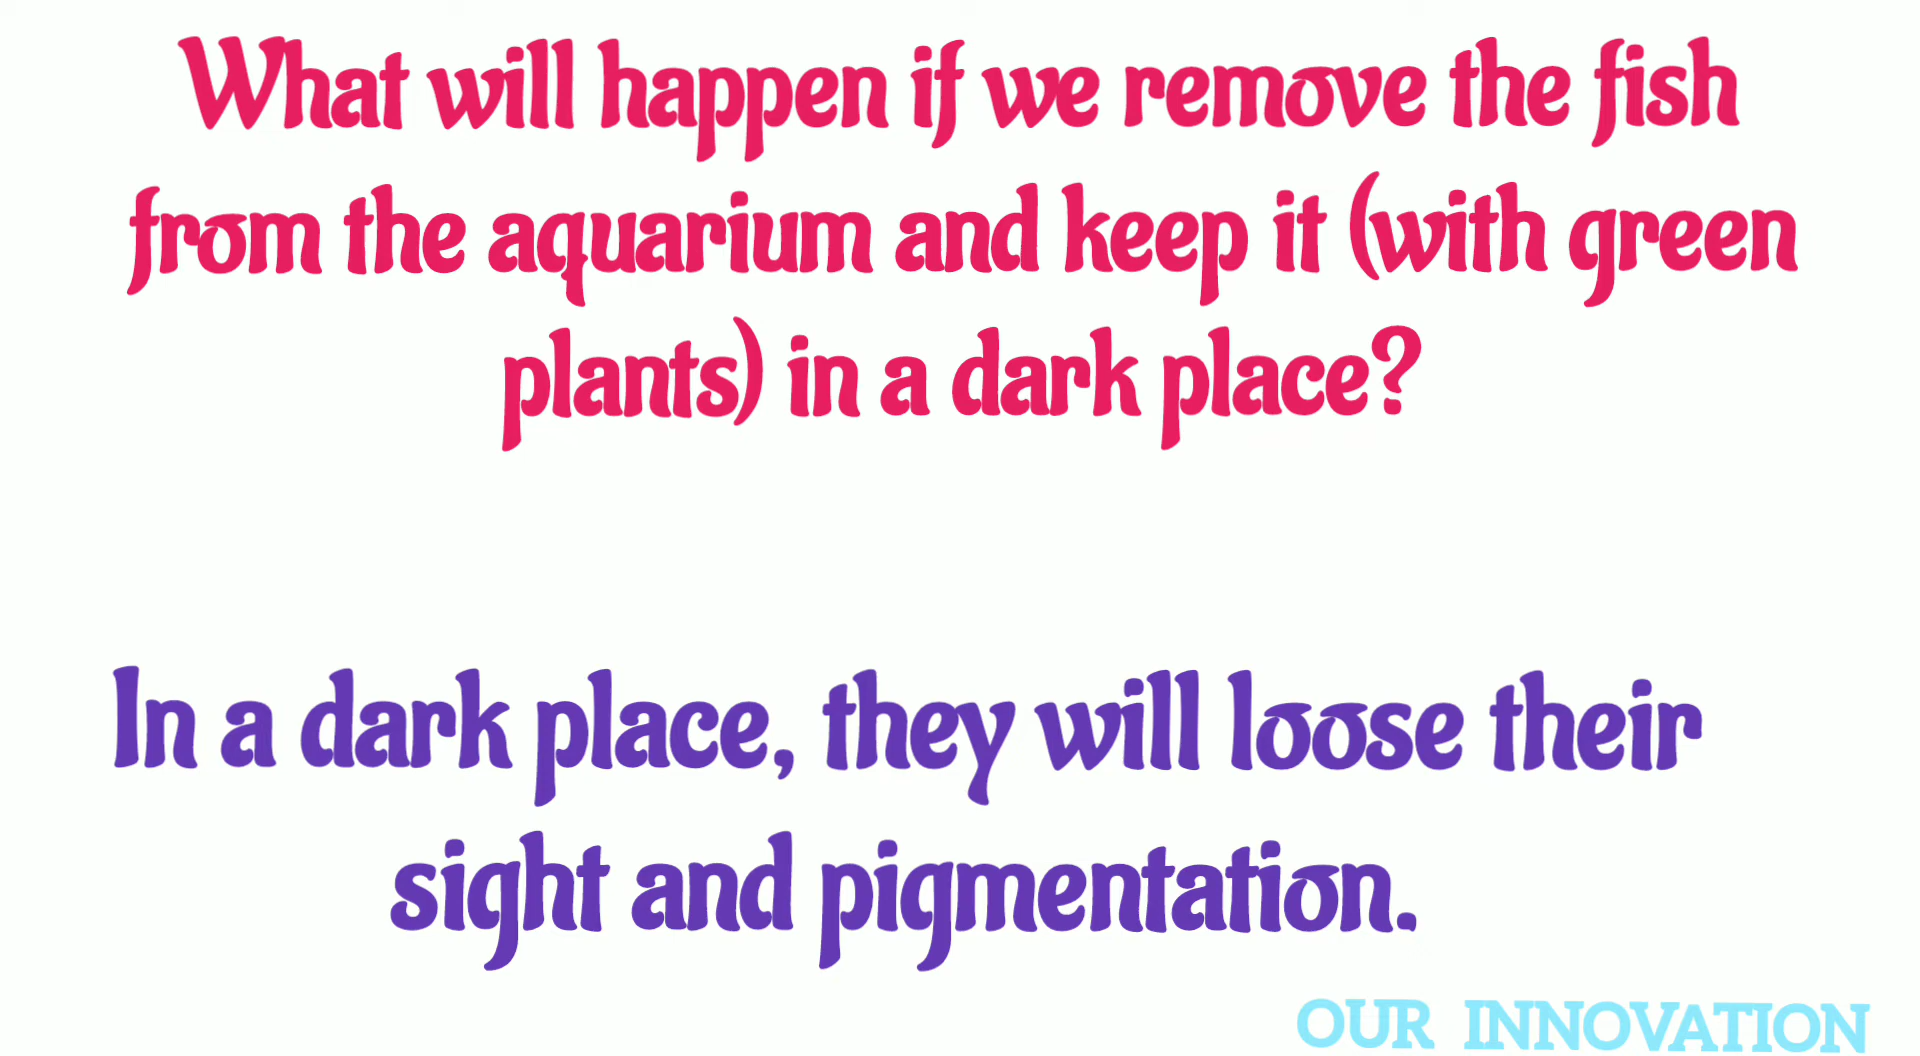 What will happen if we remove the fish
from the aquarium and keep it (with green
plants) in a dark place?
In a dark place, they will loose their
sight and pigmentation.
OUR INNOVATION